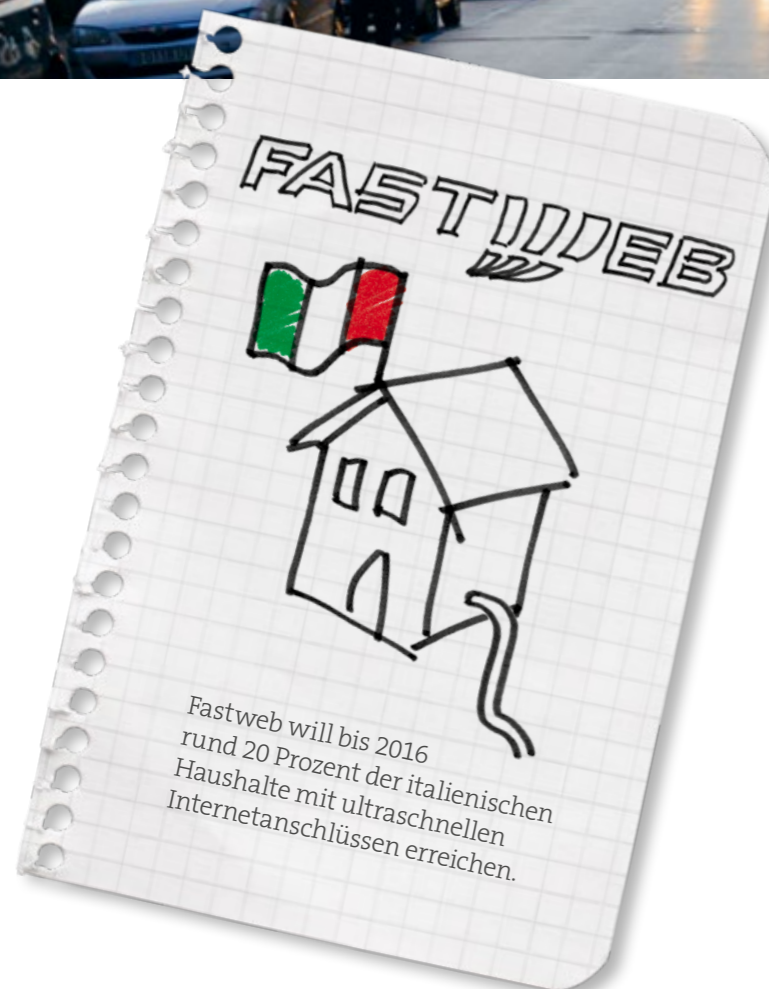 FASTWEB
Fastweb will bis 2016
rund 20 Prozent der italienischen
Haushalte mit ultraschnellen
Internetanschlüssen erreichen.